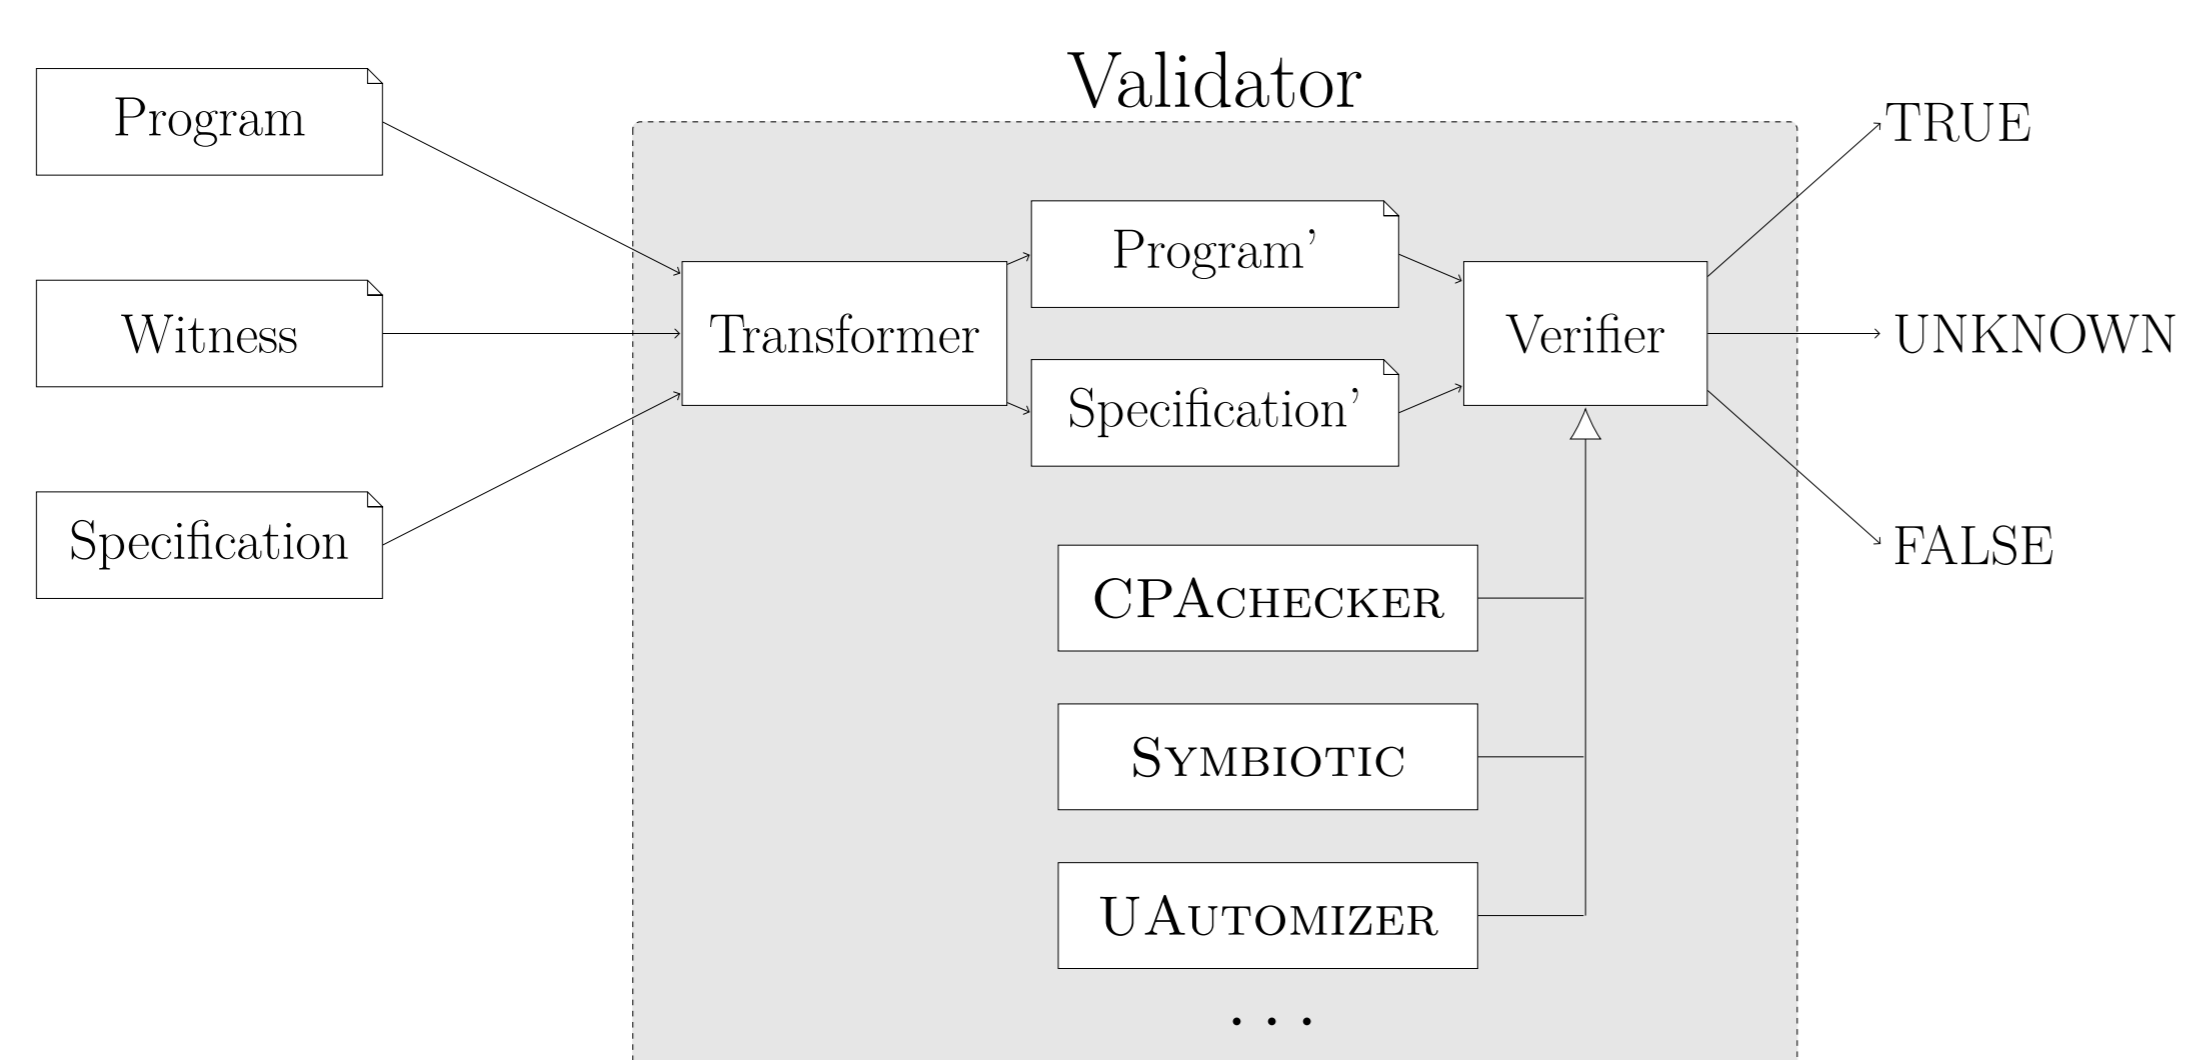 Validator
Program
TRUE
Program'
Witness
Transformer
Verifier
UNKNOWN
Specification'
Specification
FALSE
CPACHECKER
SYMBIOTIC
UAUTOMIZER
...